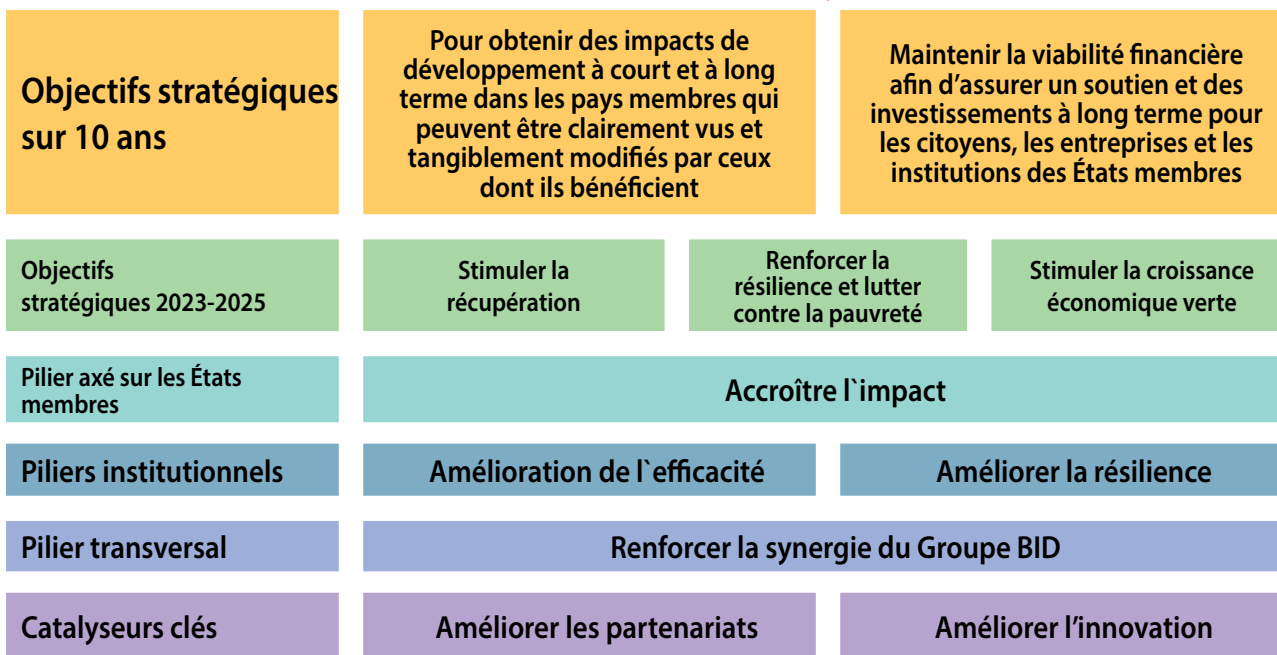 Objectifs stratégiques
sur 10 ans
Pour obtenir des impacts de
développement à court et à long
terme dans les pays membres qui
peuvent être clairement vus et
tangiblement modifiés par ceux
dont ils bénéficient
Maintenir la viabilité financière
afin d’assurer un soutien et des
investissements à long terme pour
les citoyens, les entreprises et les
institutions des États membres
Objectifs
stratégiques 2023-2025
Stimuler la
récupération
Renforcer la
résilience et lutter
contre la pauvreté
Stimuler la croissance
économique verte
Pilier axé sur les États
membres
Accroître l`impact
Piliers institutionnels
Amélioration de l`efficacité
Améliorer la résilience
Pilier transversal
Renforcer la synergie du Groupe BID
Catalyseurs clés
Améliorer les partenariats
Améliorer l’innovation